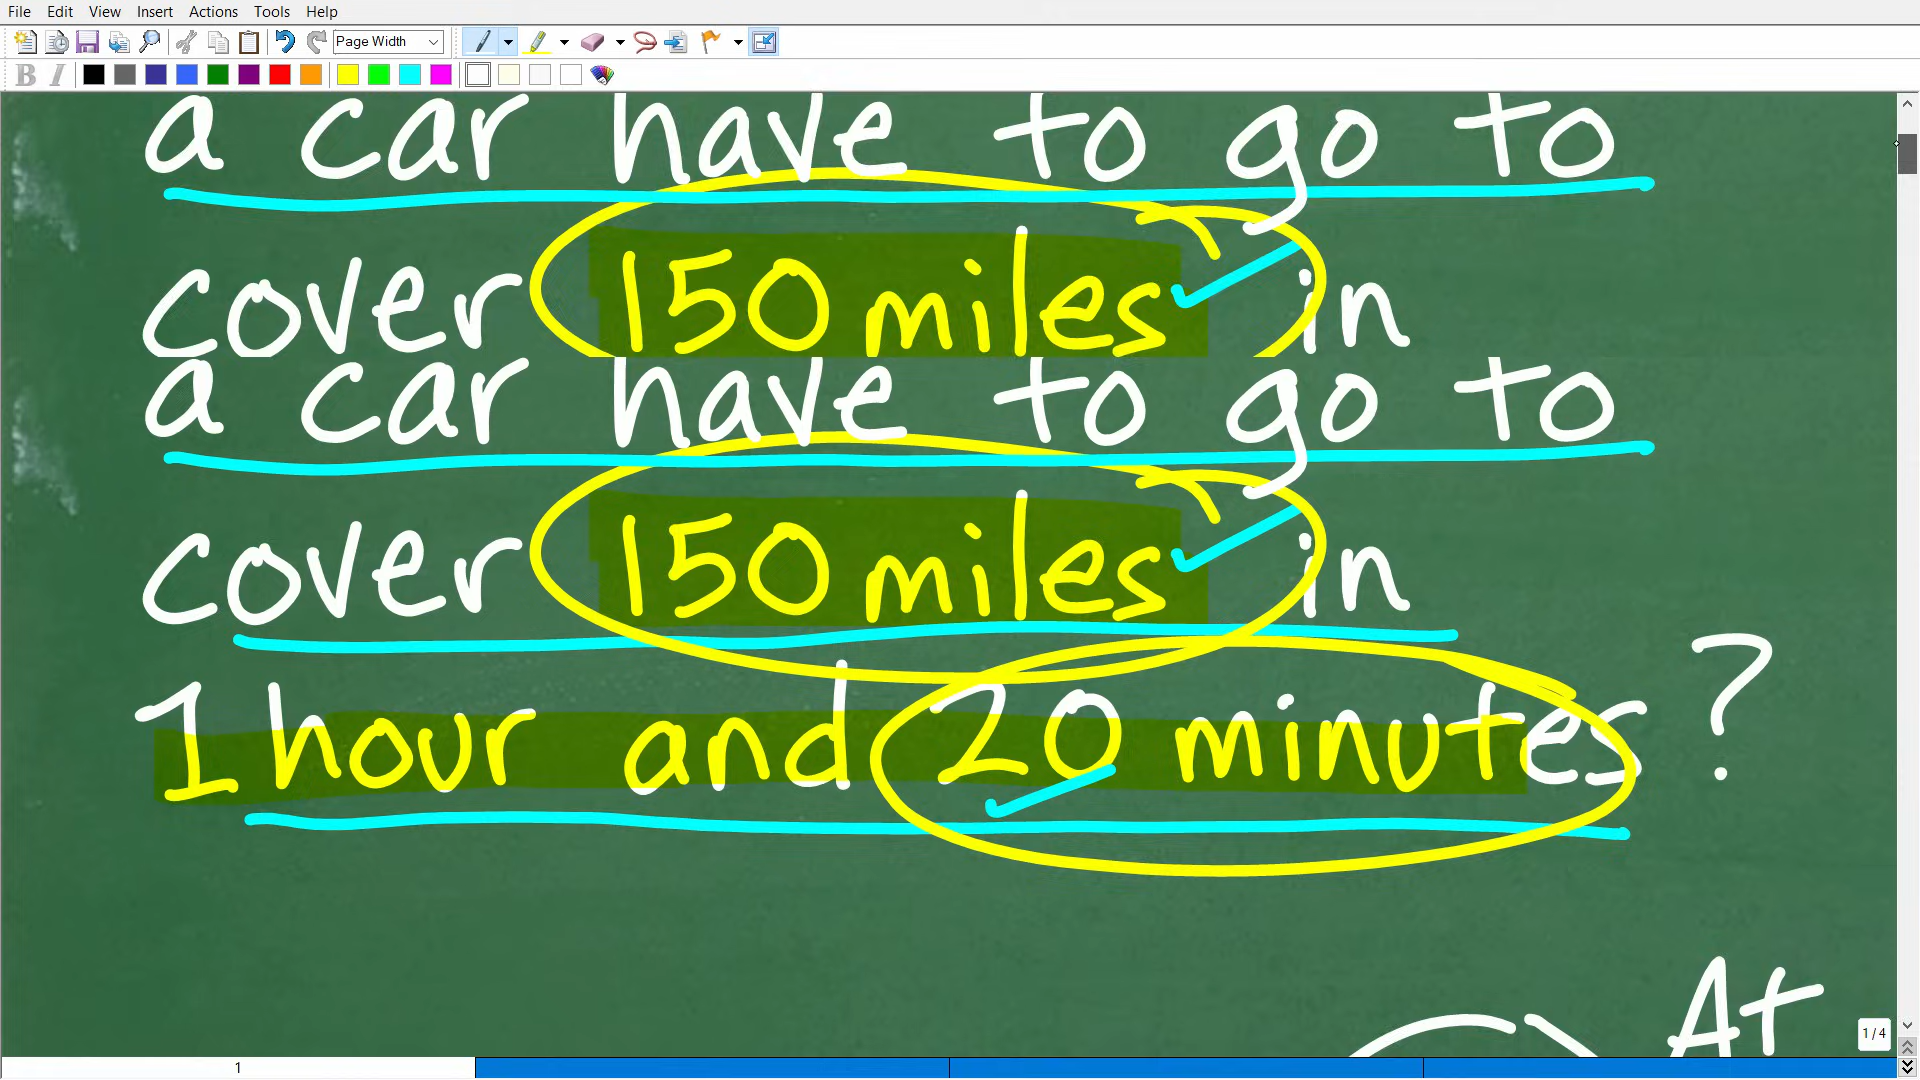 File Edit View Insert Actions Tools Help
Page Width
B I
a car have to go to
cover 150 miles in
a car have to go to
cover 150 miles in
1 hour and 20 minutes ?
At
1 / 4
1